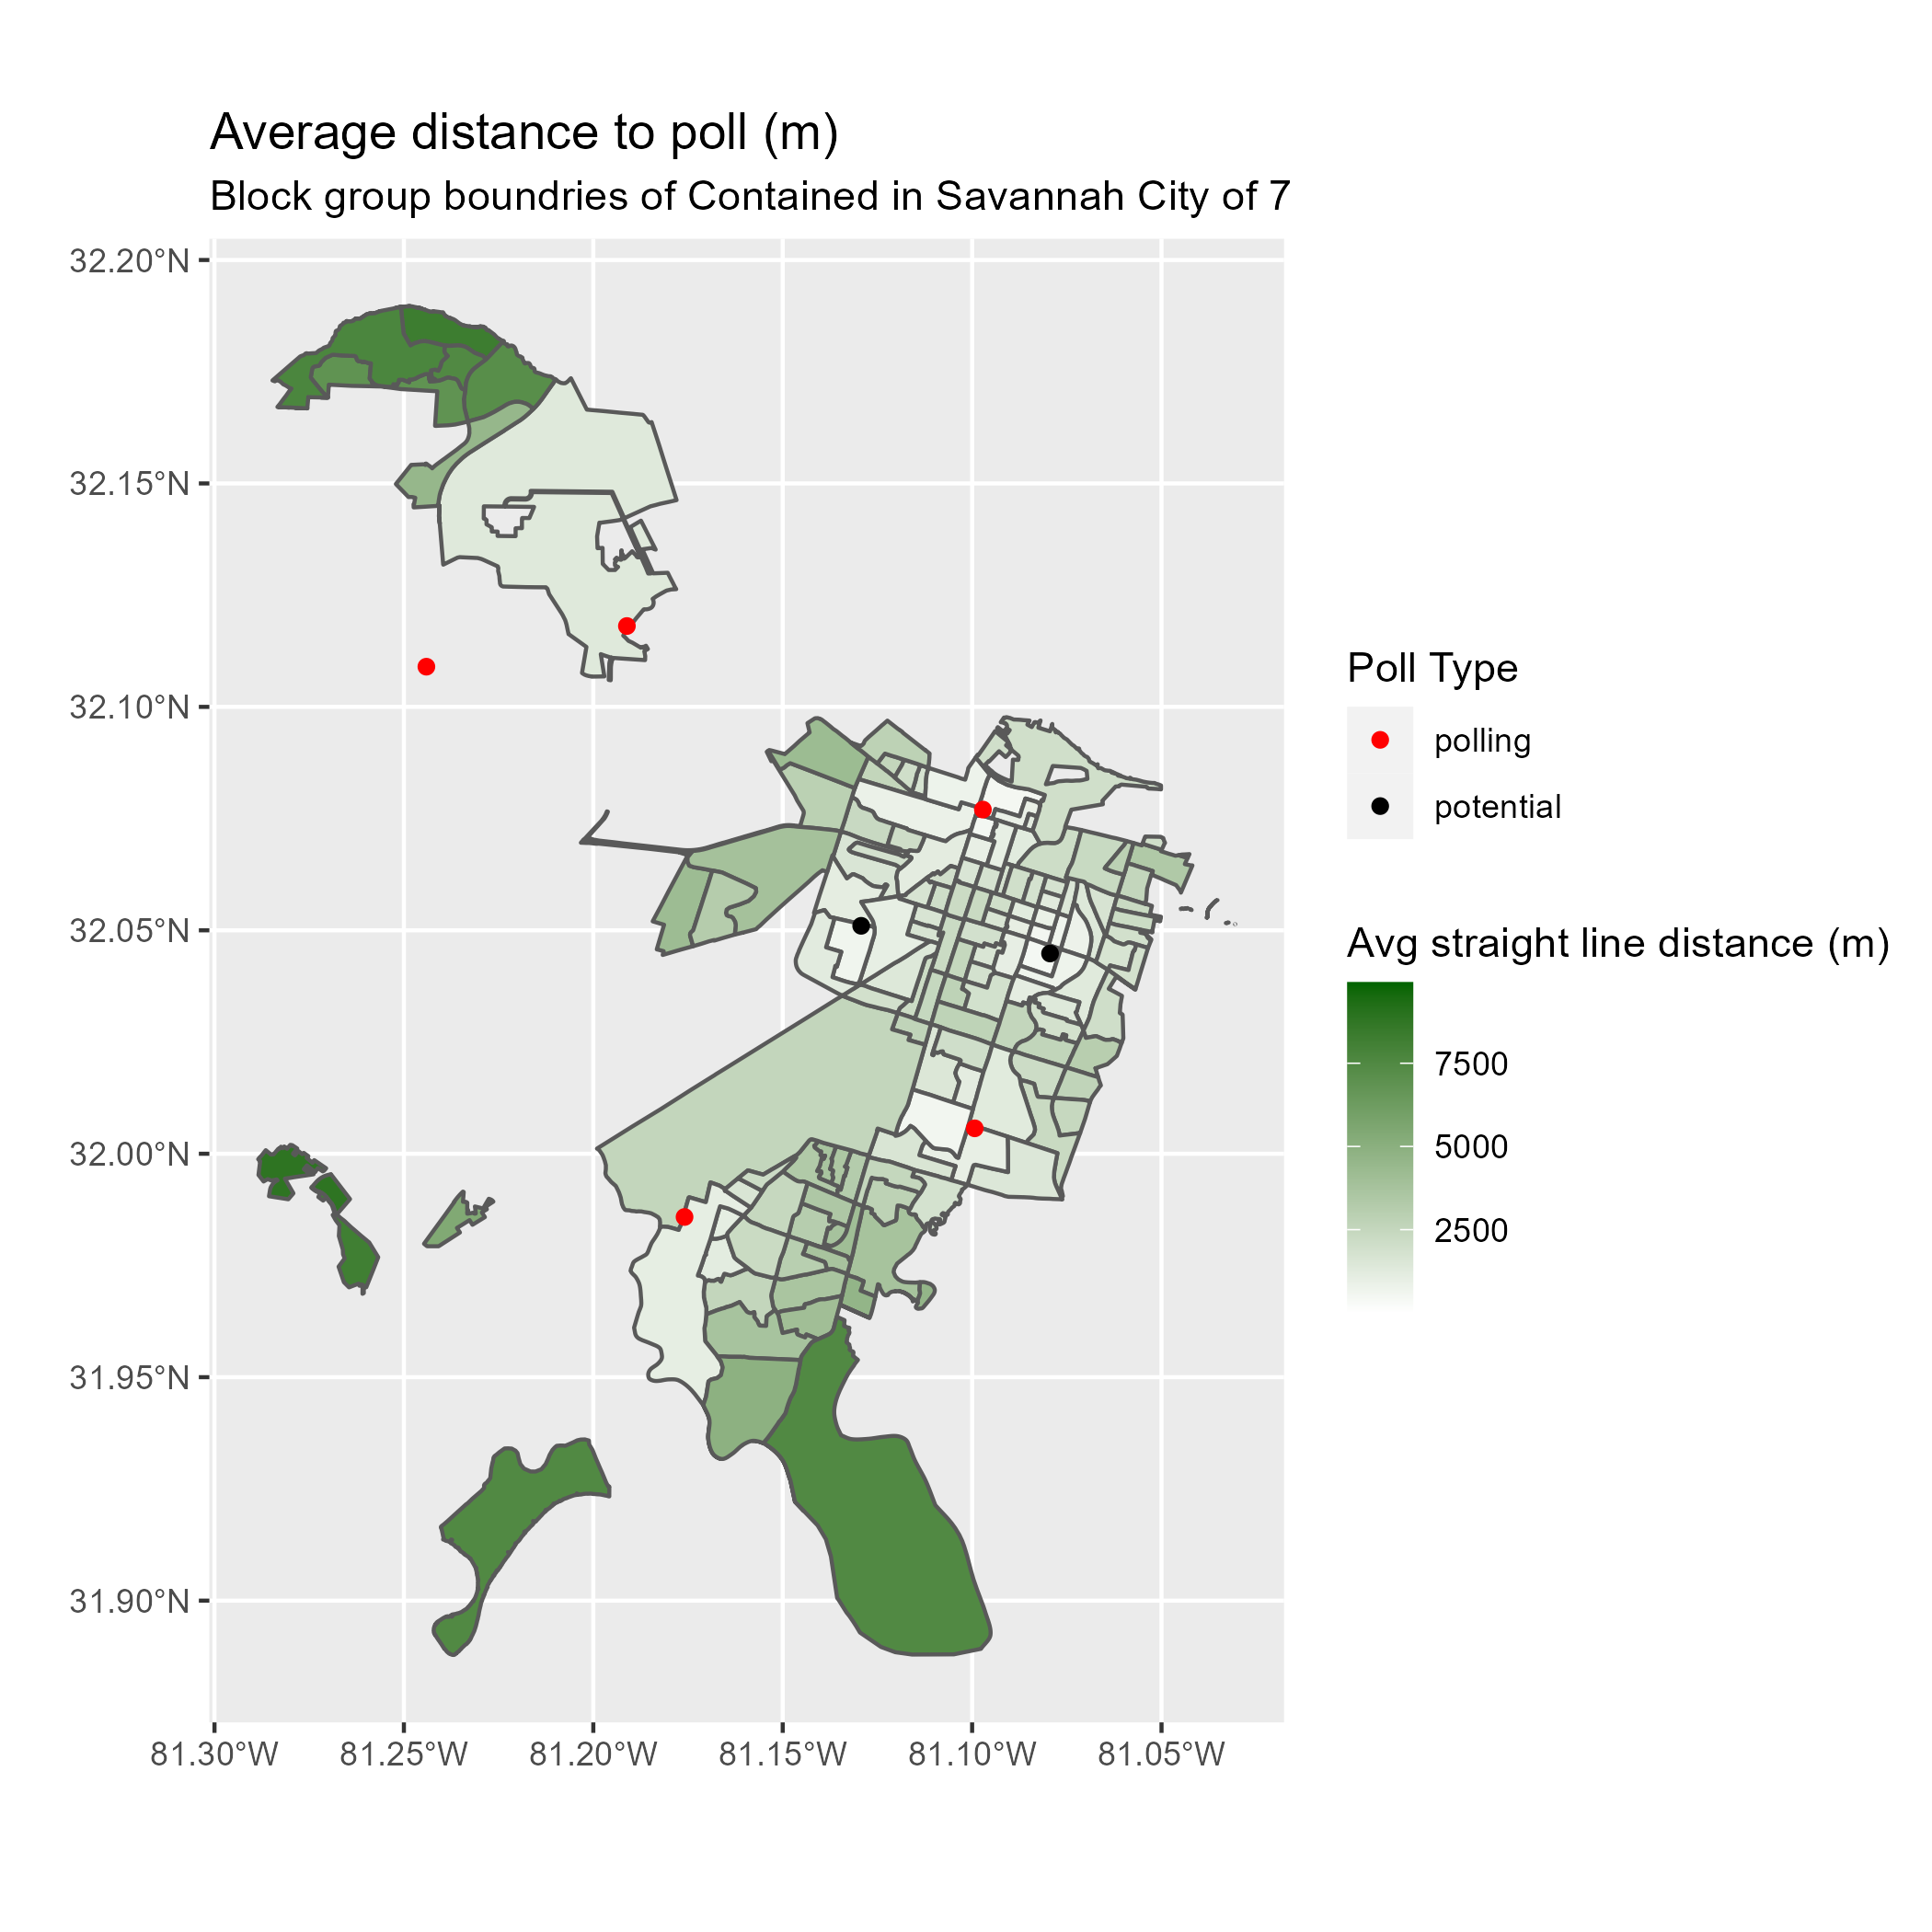 Average distance to poll (m)
Block group boundries of Contained in Savannah City of 7
32.20°N
32.15°N
32.10°N
32.05°N
32.00°N
31.95°N
31.90°N
81.30°W
81.25°W
81.20°W
81.15°W
81.10°W
81.05°W
Poll Type
polling
potential
Avg straight line distance (m)
7500
5000
2500